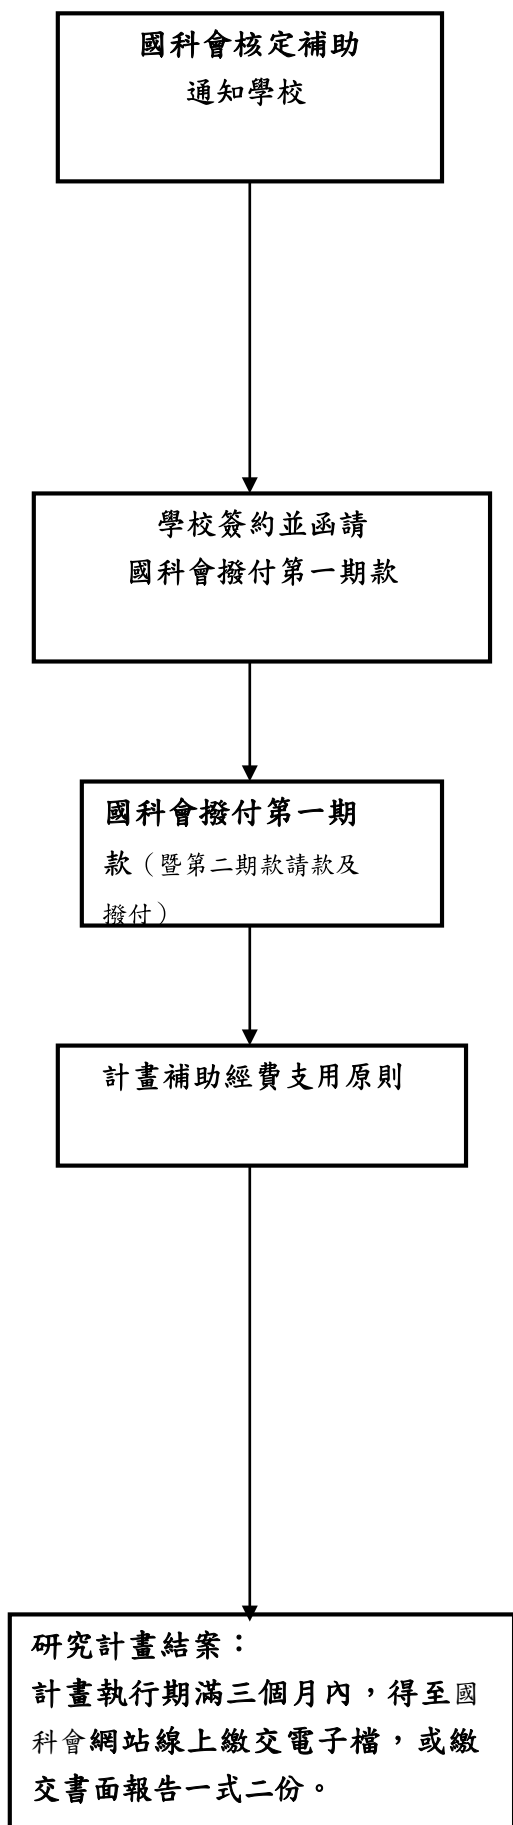 國科會核定補助
通知學校
學校簽約並函請
國科會撥付第一期款
國科會撥付第一期
款（暨第二期款請款及
撥付）
計畫補助經費支用原則
研究計畫結案：
計畫執行期滿三個月內，得至國
科會網站線上繳交電子檔，或繳
交書面報告一式二份。